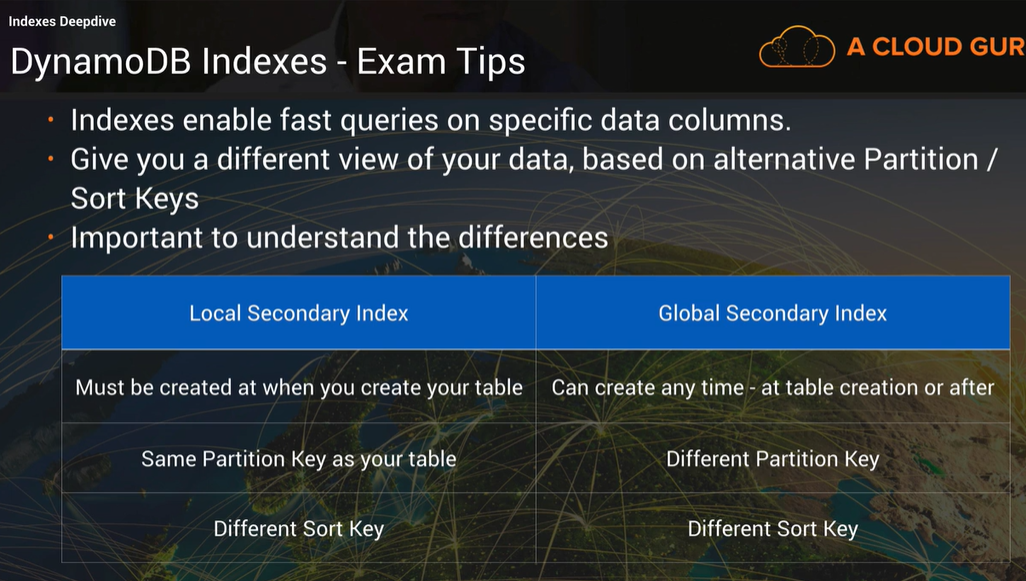 Indexes Deepdive
DynamoDB Indexes - Exam Tips
A CLOUD GUR
• Indexes enable fast queries on specific data columns.
• Give you a different view of your data, based on alternative Partition /
Sort Keys
• Important to understand the differences
Local Secondary Index
Global Secondary Index
Must be created at when you create your table
Can create any time - at table creation or after
Same Partition Key as your table
Different Partition Key
Different Sort Key
Different Sort Key